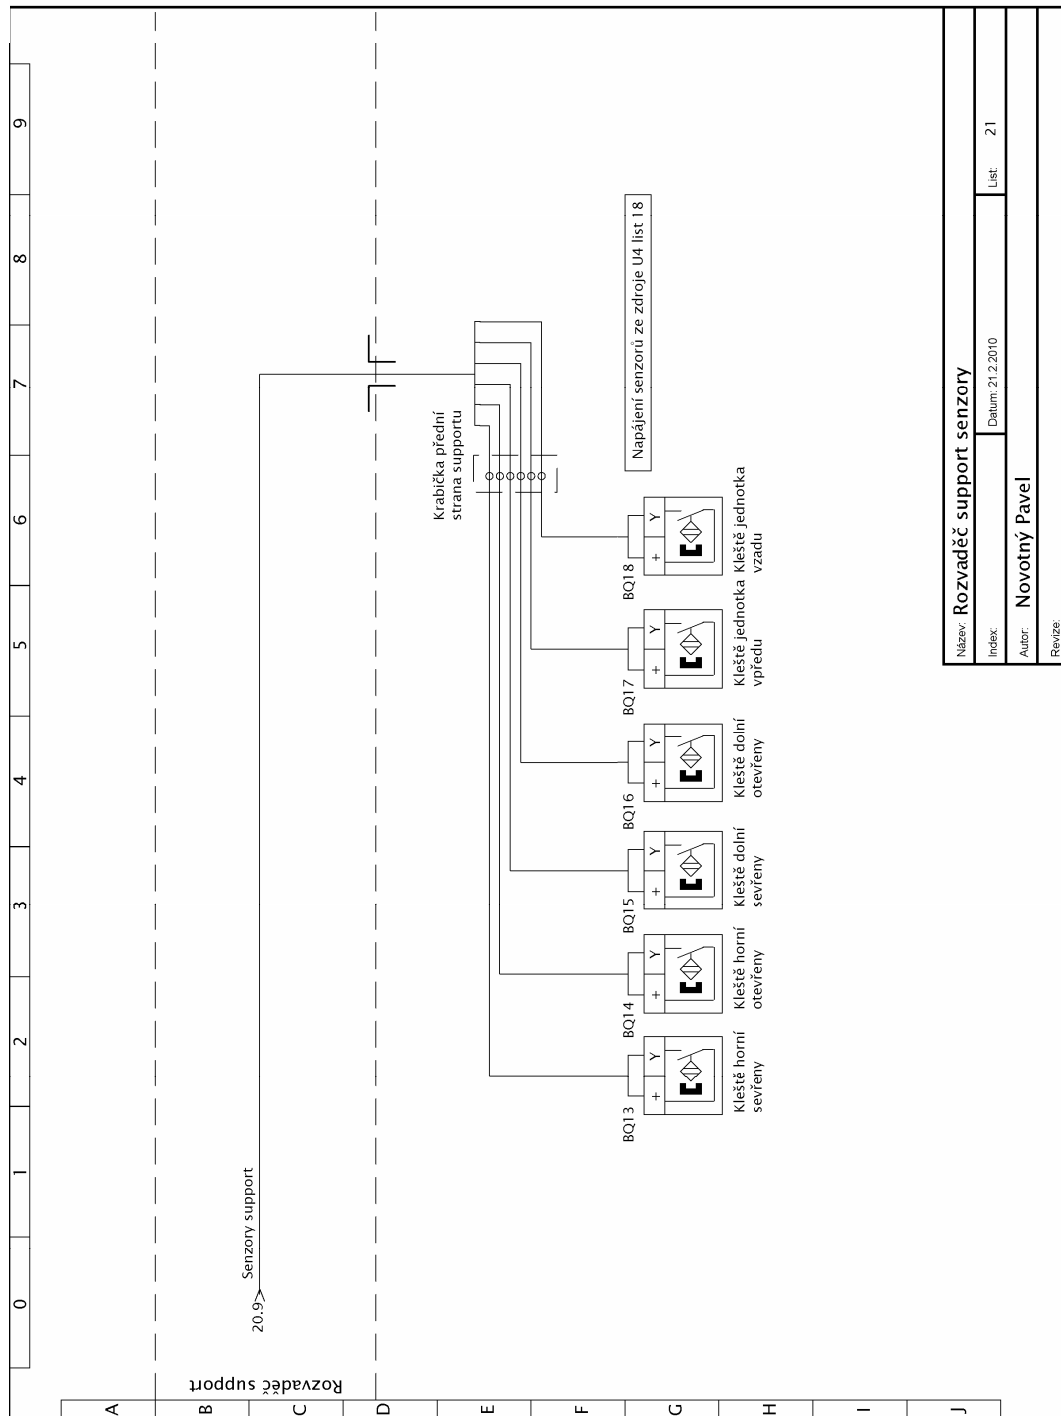 0 1 2 3 4 5 6 7 8 9
A
B
C
D
E
F
G
H
I
J
Rozvaděč support
20.9
Senzory support
Krabička přední
strana supportu
Napájení senzorů ze zdroje U4 list 18
BQ13
+ Y
Kleště horní
sevřeny
BQ14
+ Y
Kleště horní
otevřeny
BQ15
+ Y
Kleště dolní
sevřeny
BQ16
+ Y
Kleště dolní
otevřeny
BQ17
+ Y
Kleště jednotka
vpředu
BQ18
+ Y
Kleště jednotka
vzadu
Název: Rozvaděč support senzory
Index: Datum: 21.2.2010 List: 21
Autor: Novotný Pavel
Revize: